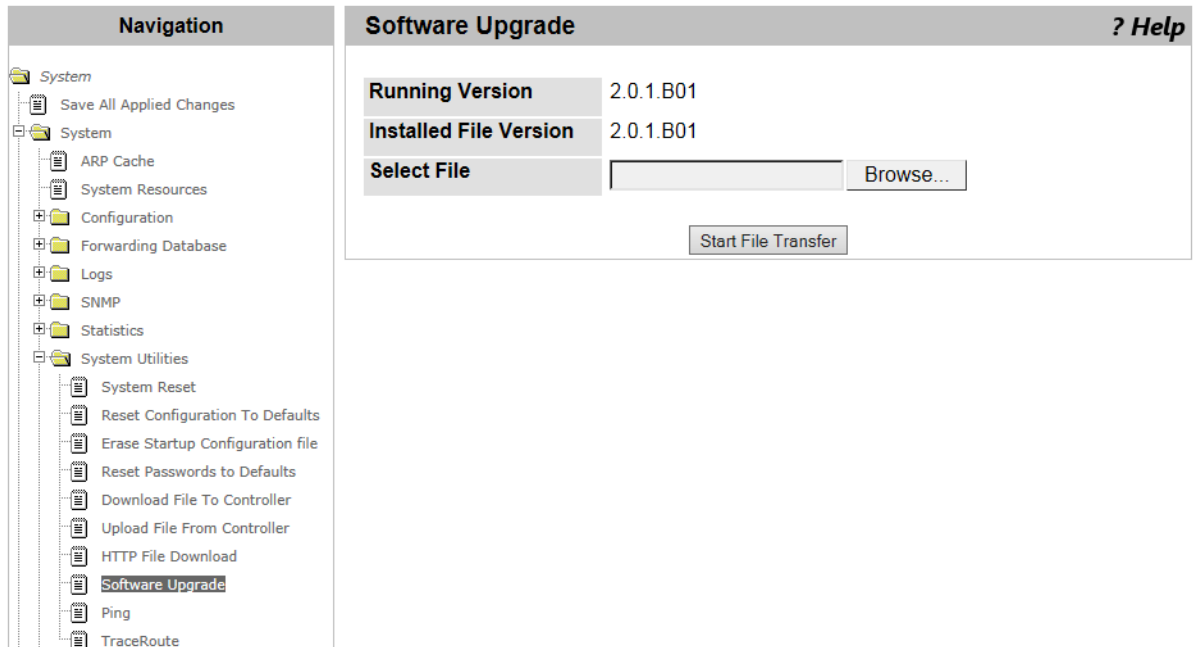 Navigation
System
Save All Applied Changes
System
ARP Cache
System Resources
Configuration
Forwarding Database
Logs
SNMP
Statistics
System Utilities
System Reset
Reset Configuration To Defaults
Erase Startup Configuration file
Reset Passwords to Defaults
Download File To Controller
Upload File From Controller
HTTP File Download
Software Upgrade
Ping
TraceRoute
Software Upgrade ? Help
Running Version 2.0.1.B01
Installed File Version 2.0.1.B01
Select File Browse...
Start File Transfer